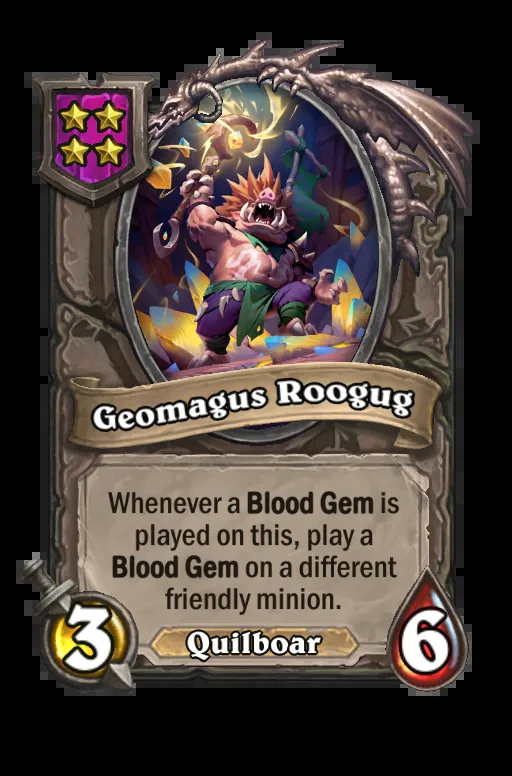 Geomagus Roogug
Whenever a Blood Gem is
played on this, play a
Blood Gem on a different
friendly minion.
3
Quilboar
6